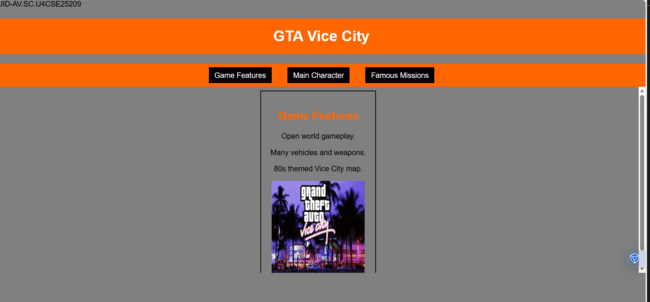 JID-AV.SC.U4CSE25209
GTA Vice City
Game Features
Main Character
Famous Missions
Game Features
Open world gameplay.
Many vehicles and weapons.
80s themed Vice City map.
grand
theft
auto
vice city